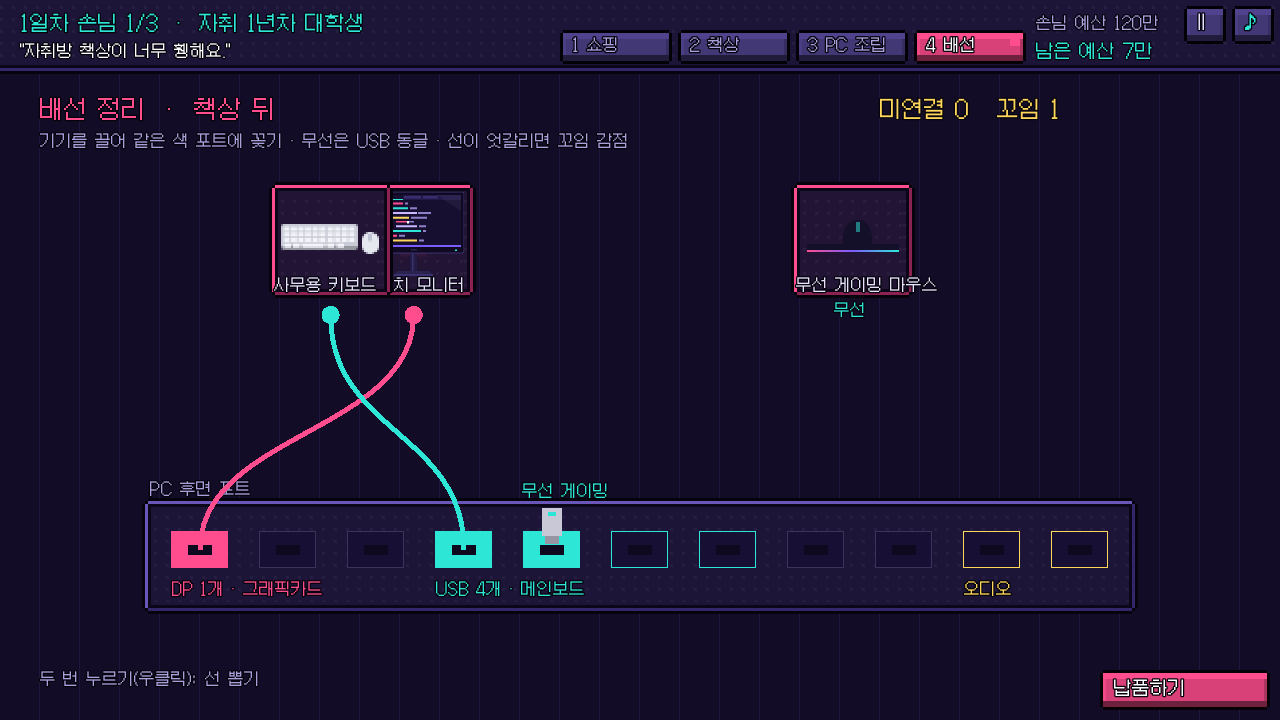 1일차 손님 1/3 · 자취 1년차 대학생
"자취방 책상이 너무 휑해요."
1 쇼핑
2 책상
3 PC 조립
4 배선
손님 예산 120만
남은 예산 7만
배선 정리 · 책상 뒤
미연결 0 꼬임 1
기기를 끌어 같은 색 포트에 꽂기 · 무선은 USB 동글 · 선이 엇갈리면 꼬임 감점
사무용 키보드
치 모니터
무선 게이밍 마우스
무선
PC 후면 포트
무선 게이밍
DP 1개 · 그래픽카드
USB 4개 · 메인보드
오디오
두 번 누르기(우클릭): 선 뽑기
납품하기